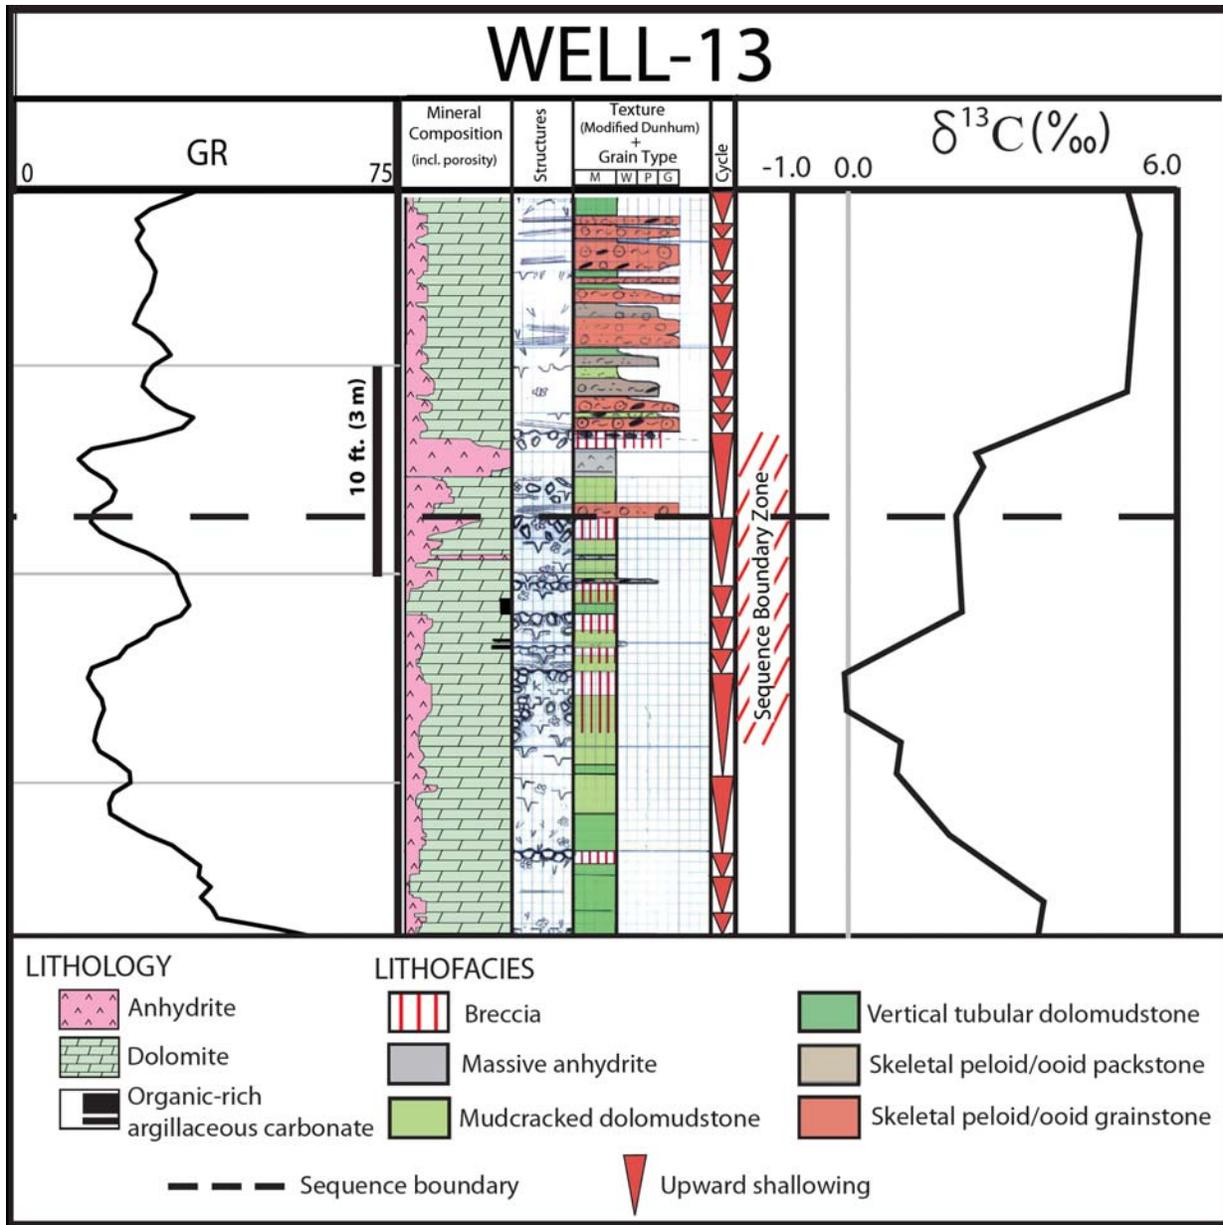 WELL-13
GR
0
75
Mineral
Composition
(incl. porosity)
Structures
Texture
(Modified Dunhum)
+
Grain Type
M W P G
Cycle
δ¹³C(‰)
-1.0 0.0 6.0
10 ft. (3 m)
Sequence Boundary Zone
LITHOLOGY
Anhydrite
Dolomite
Organic-rich
argillaceous carbonate
LITHOFACIES
Breccia
Massive anhydrite
Mudcracked dolomudstone
Vertical tubular dolomudstone
Skeletal peloid/ooid packstone
Skeletal peloid/ooid grainstone
Sequence boundary
Upward shallowing